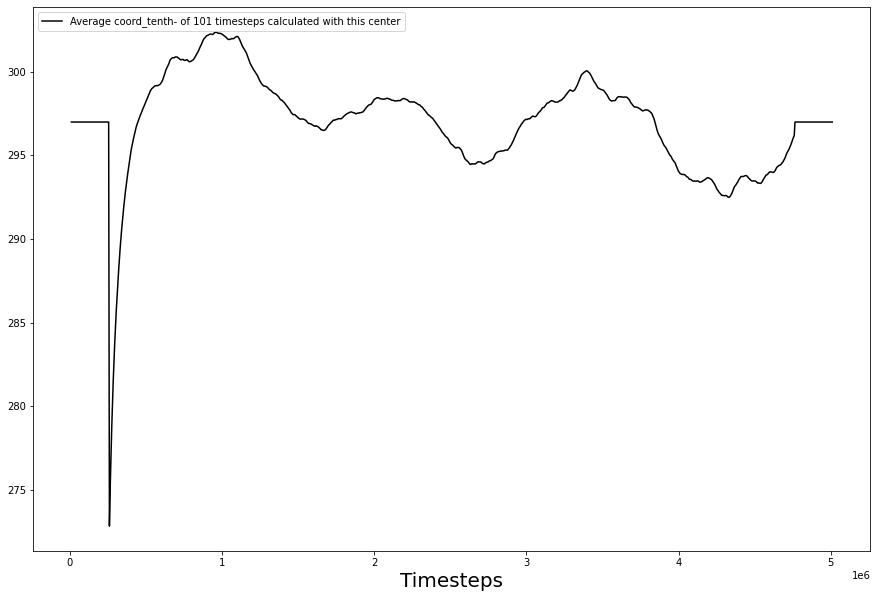 Average coord_tenth- of 101 timesteps calculated with this center
300
295
290
285
280
275
0 1 2 3 4 5
1e6
Timesteps